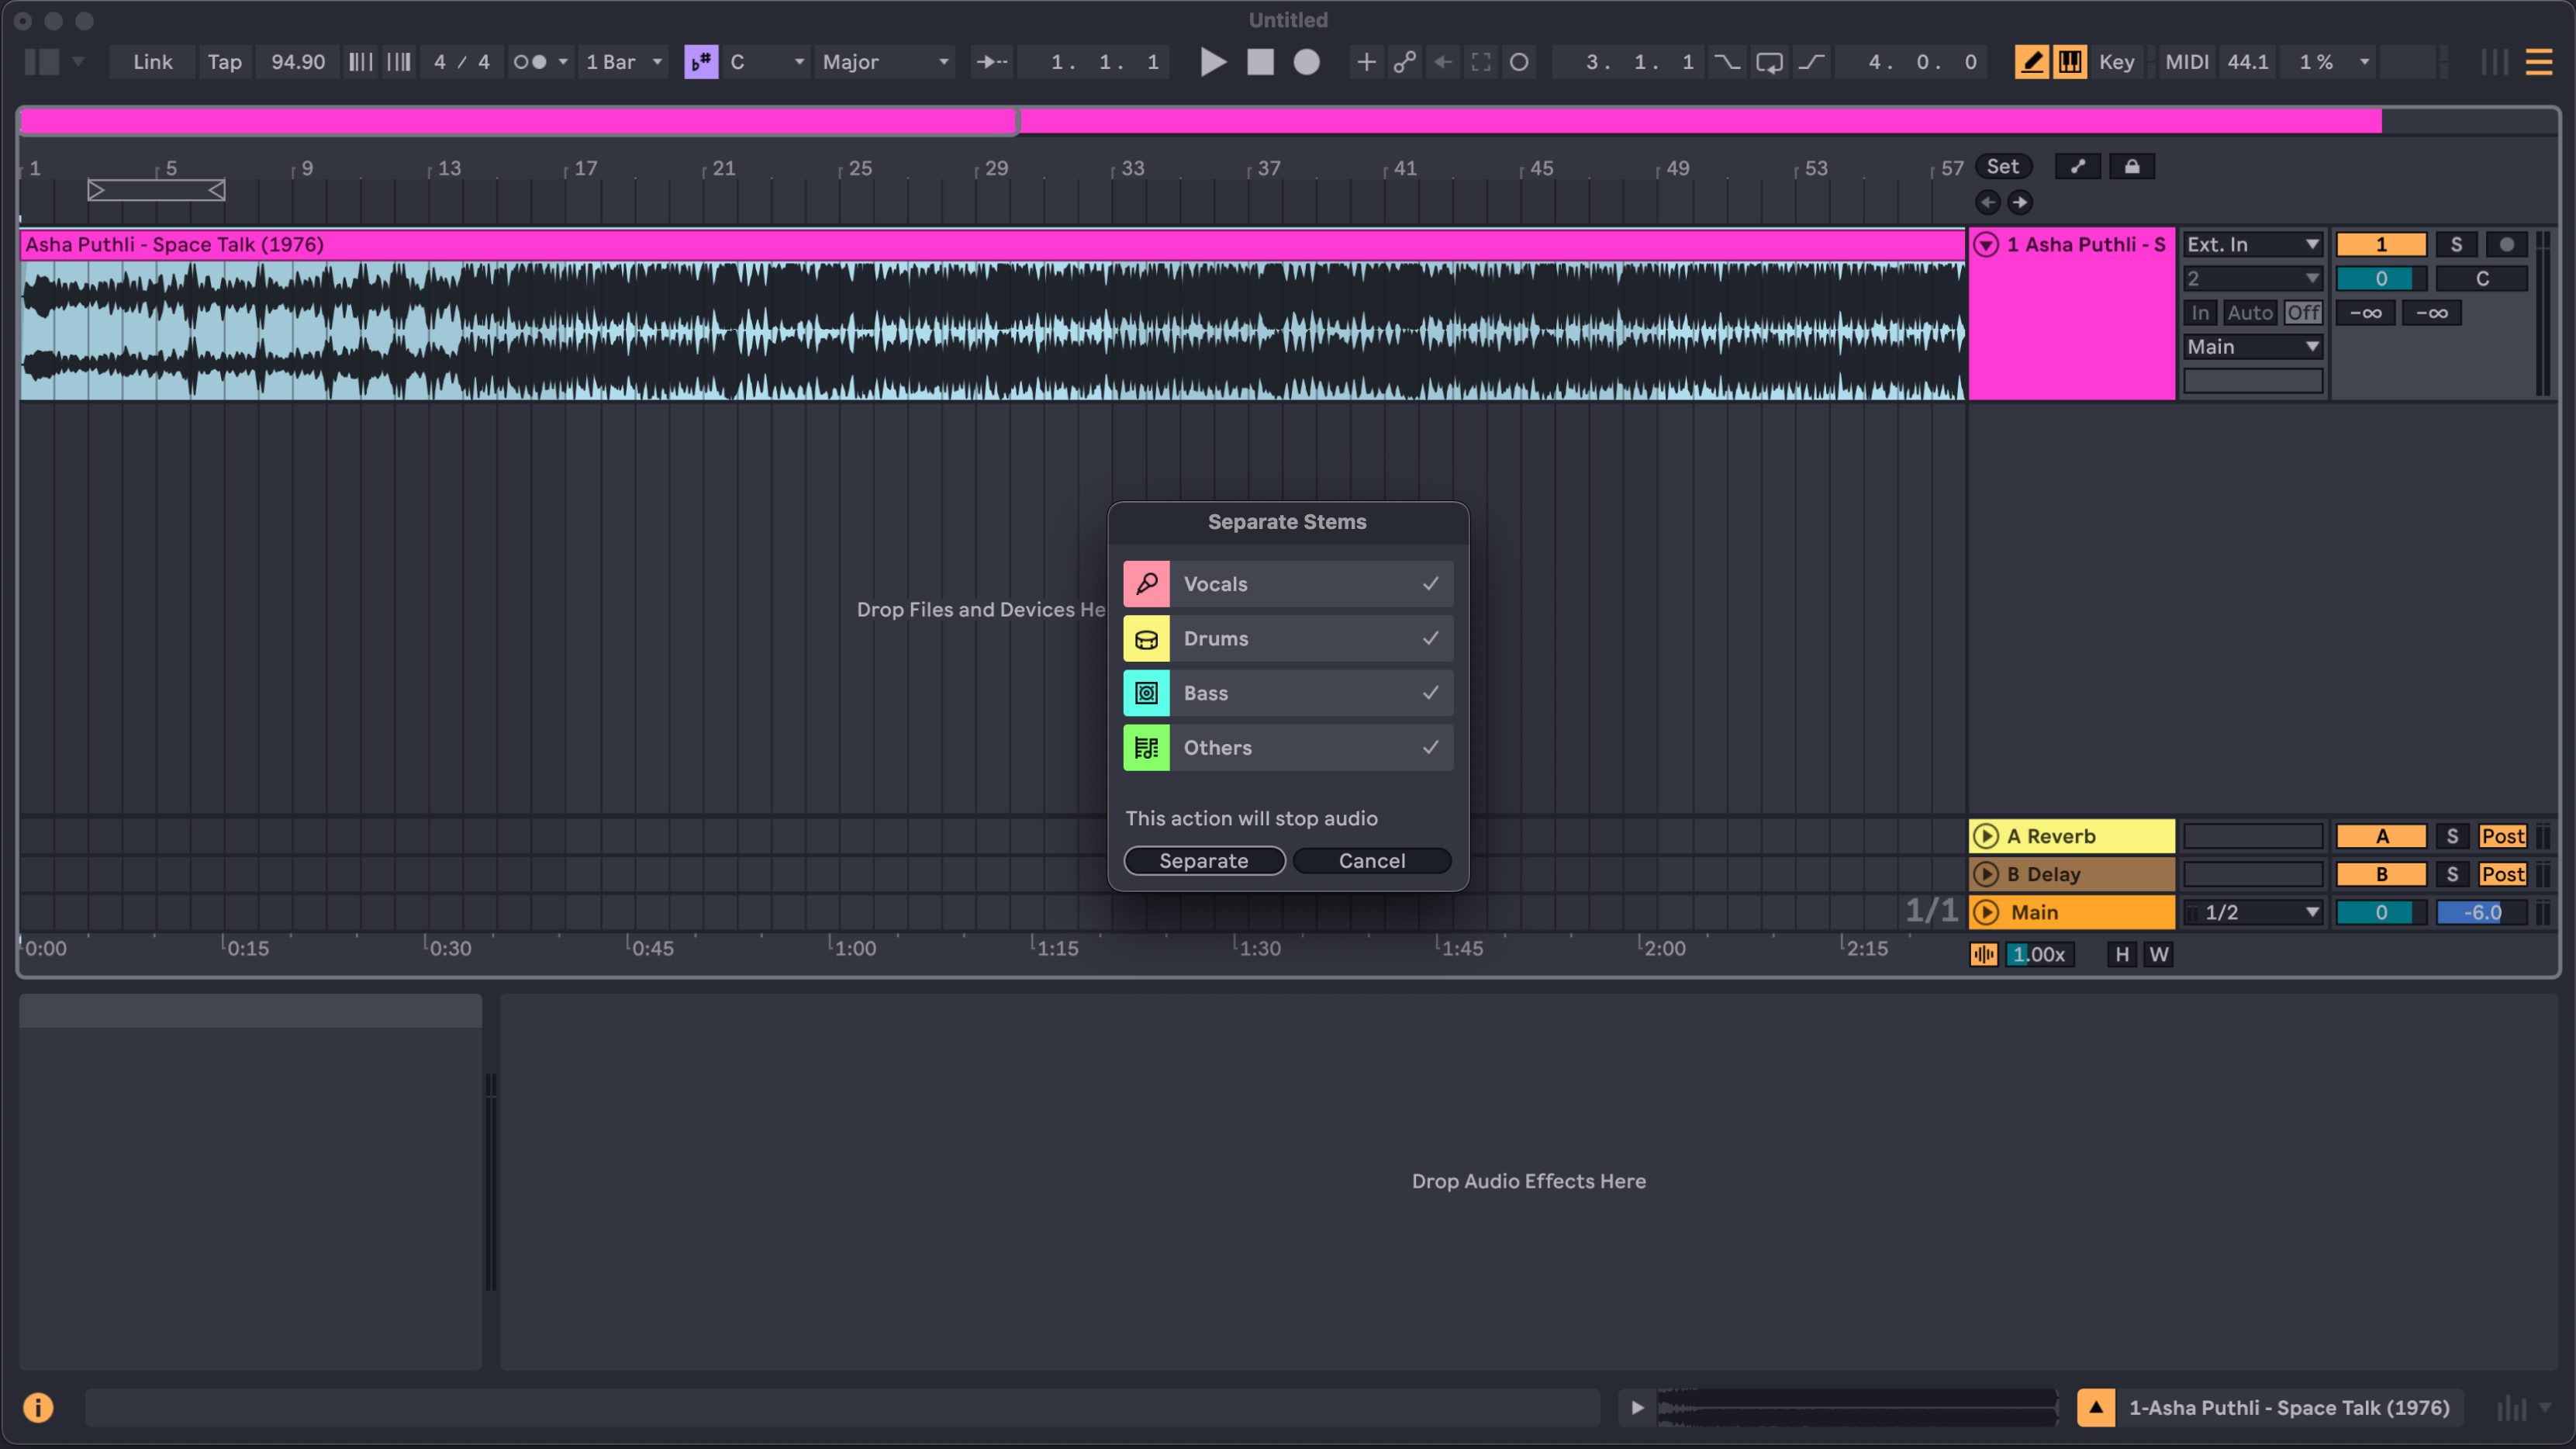 Untitled
Link Tap 94.90 4 / 4 1 Bar C Major 1. 1. 1 3. 1. 1 4. 0. 0 Key MIDI 44.1 1 %
1 5 9 13 17 21 25 29 33 37 41 45 49 53 57 Set
Asha Puthli - Space Talk (1976) 1 Asha Puthli - S Ext. In 1 S
2 0 C
In Auto Off -∞ -∞
Main
Separate Stems
Vocals
Drop Files and Devices He
Drums
Bass
Others
This action will stop audio
Separate Cancel
A Reverb A S Post
B Delay B S Post
1/1 Main 1/2 0 -6.0
0:00 0:15 0:30 0:45 1:00 1:15 1:30 1:45 2:00 2:15 1.00x H W
Drop Audio Effects Here
1-Asha Puthli - Space Talk (1976)